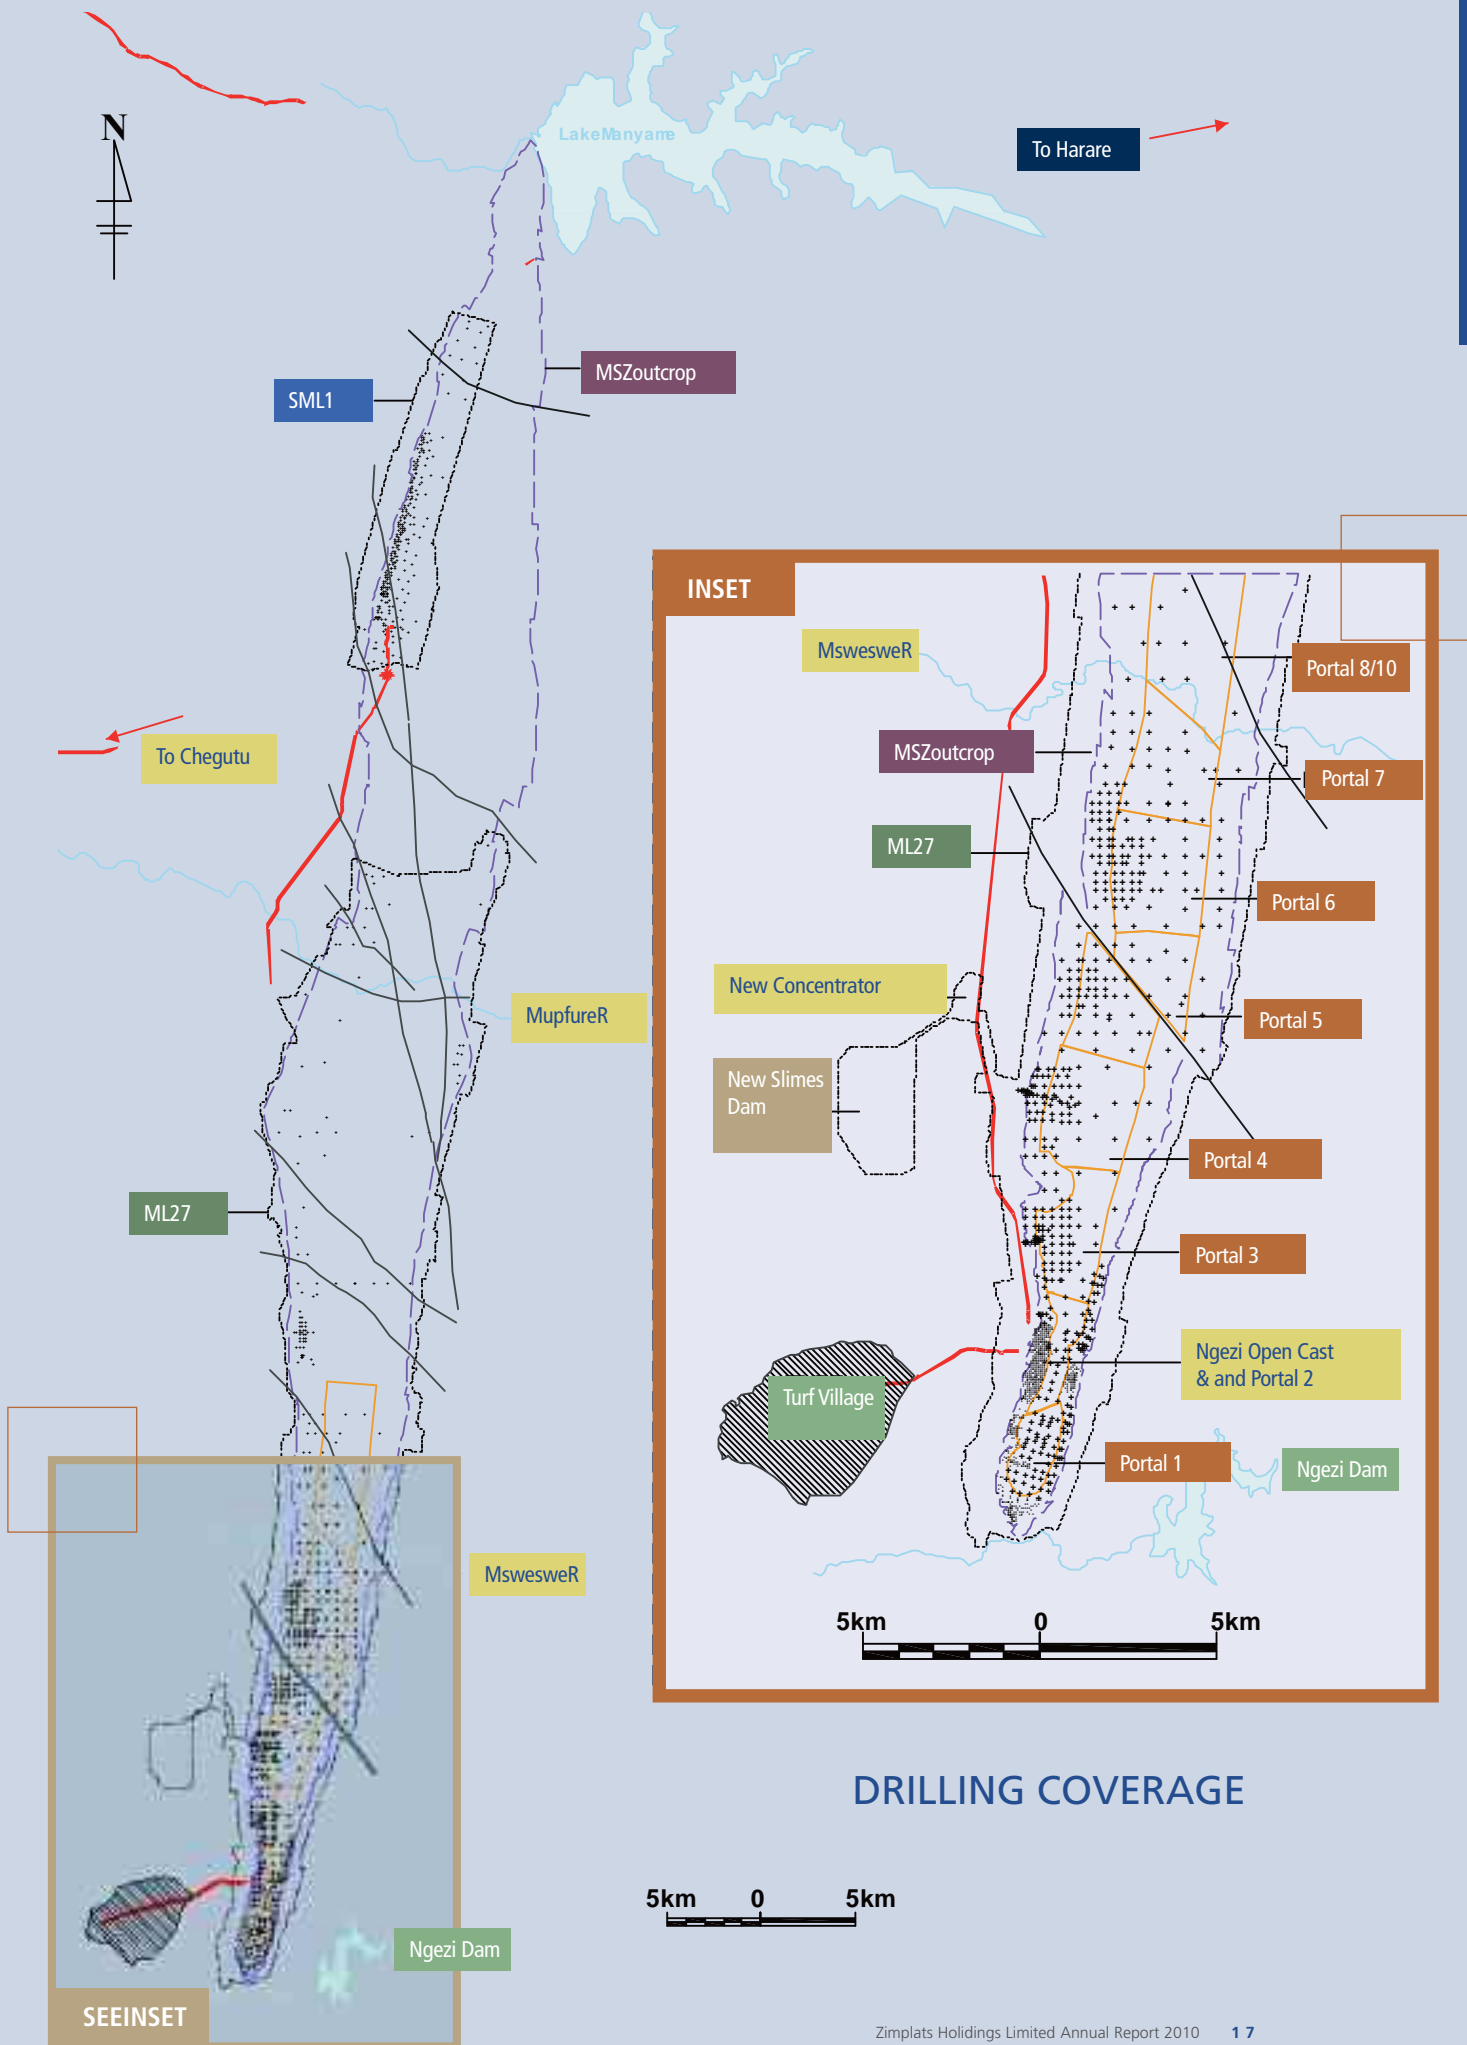 N
LakeManyame
To Harare
MSZoutcrop
SML1
To Chegutu
MupfureR
ML27
MswesweR
Ngezi Dam
SEEINSET
INSET
MswesweR
Portal 8/10
MSZoutcrop
Portal 7
ML27
Portal 6
New Concentrator
Portal 5
New Slimes
Dam
Portal 4
Portal 3
Ngezi Open Cast
& and Portal 2
Turf Village
Portal 1
Ngezi Dam
5km 0 5km
DRILLING COVERAGE
5km 0 5km
Zimplats Holidings Limited Annual Report 2010 17